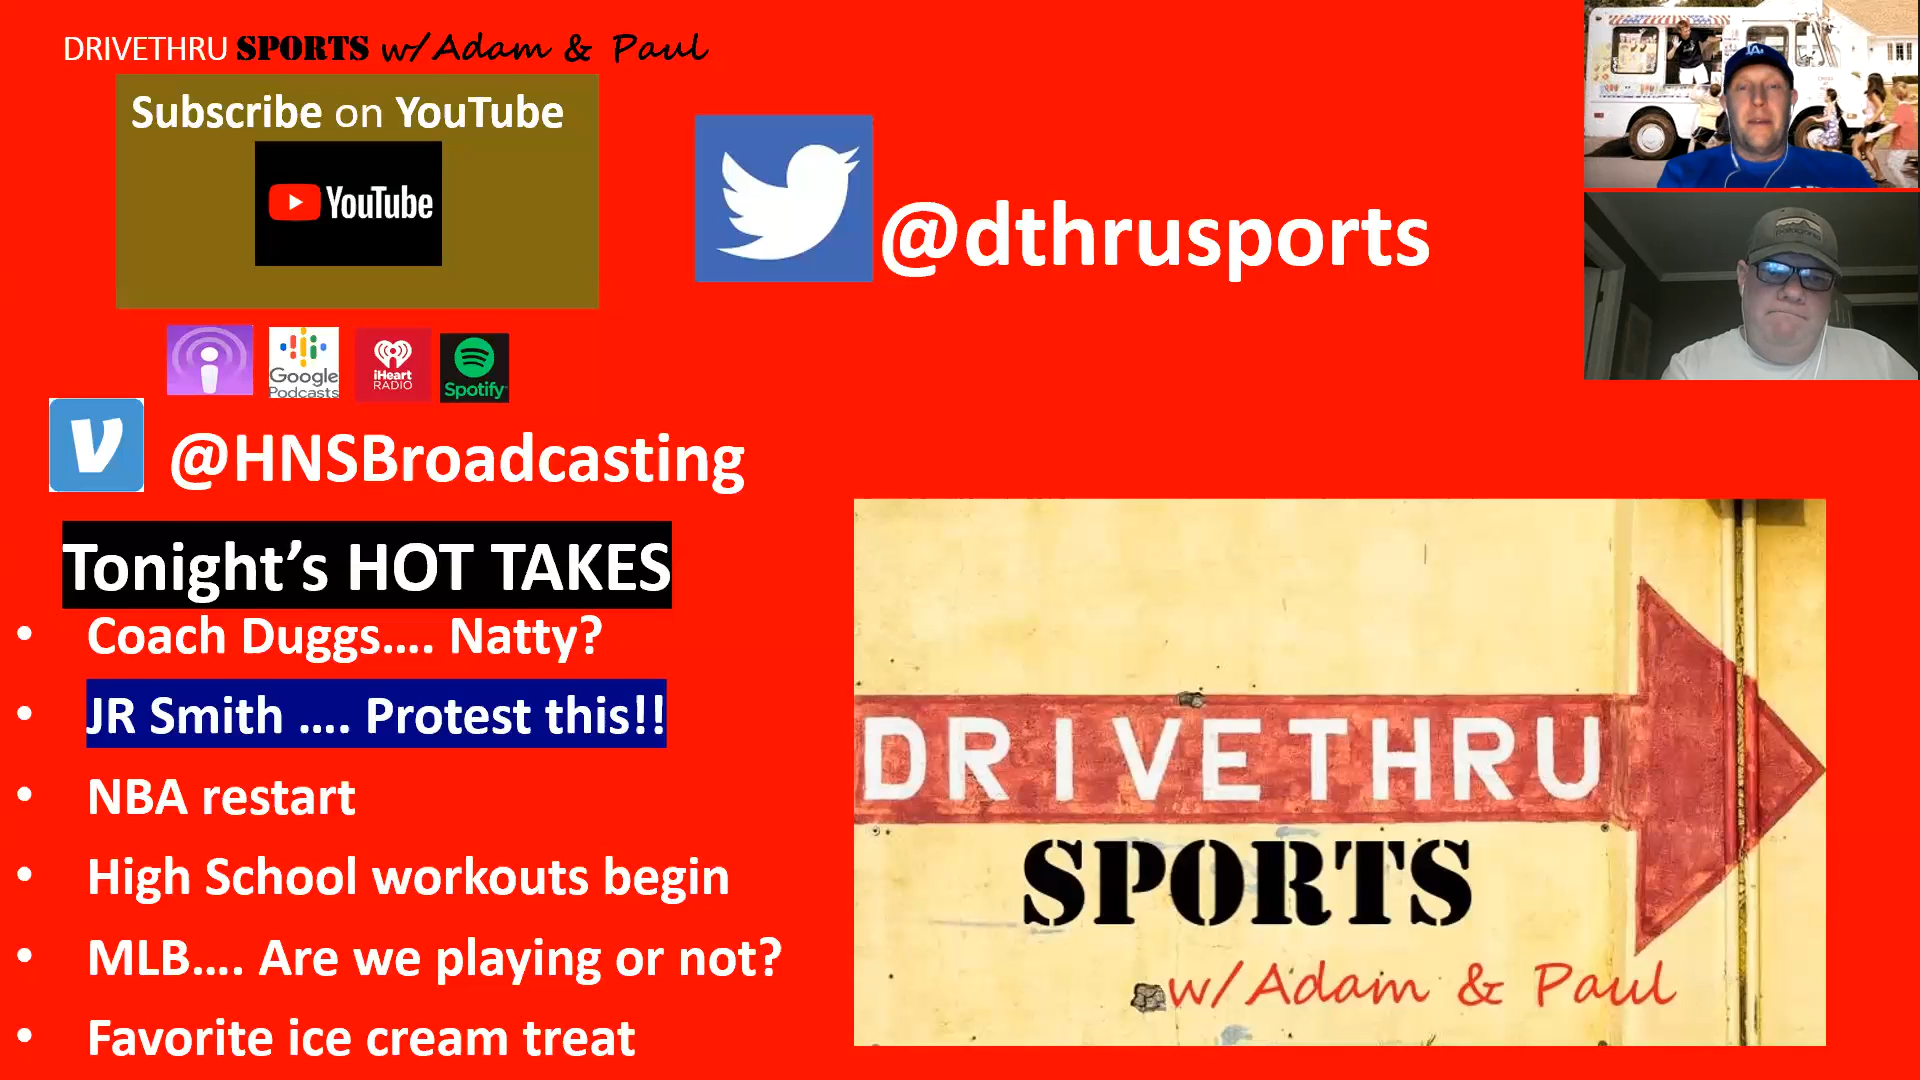 DRIVETHRU SPORTS w/Adam & Paul
Subscribe on YouTube
YouTube
@dthrusports
Google
Podcasts
iHeart
RADIO
Spotify
v
@HNSBroadcasting
Tonight’s HOT TAKES
• Coach Duggs.... Natty?
• JR Smith .... Protest this!!
• NBA restart
• High School workouts begin
• MLB.... Are we playing or not?
• Favorite ice cream treat
DRIVETHRU
SPORTS
w/Adam & Paul
LA
patagonia